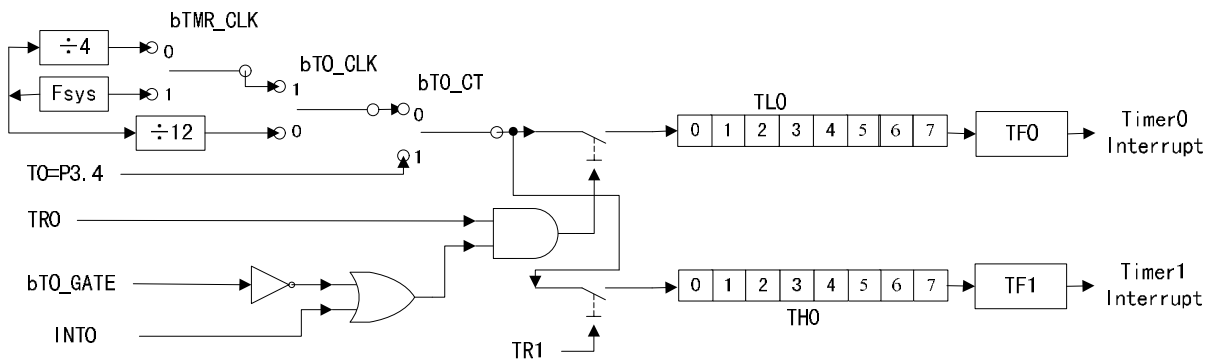 bTMR_CLK
÷4
0
Fsys
1
÷12
bT0_CLK
1
0
bT0_CT
0
1
T0=P3.4
TR0
bT0_GATE
INT0
TL0
0 1 2 3 4 5 6 7
TF0
Timer0
Interrupt
TR1
0 1 2 3 4 5 6 7
TH0
TF1
Timer1
Interrupt